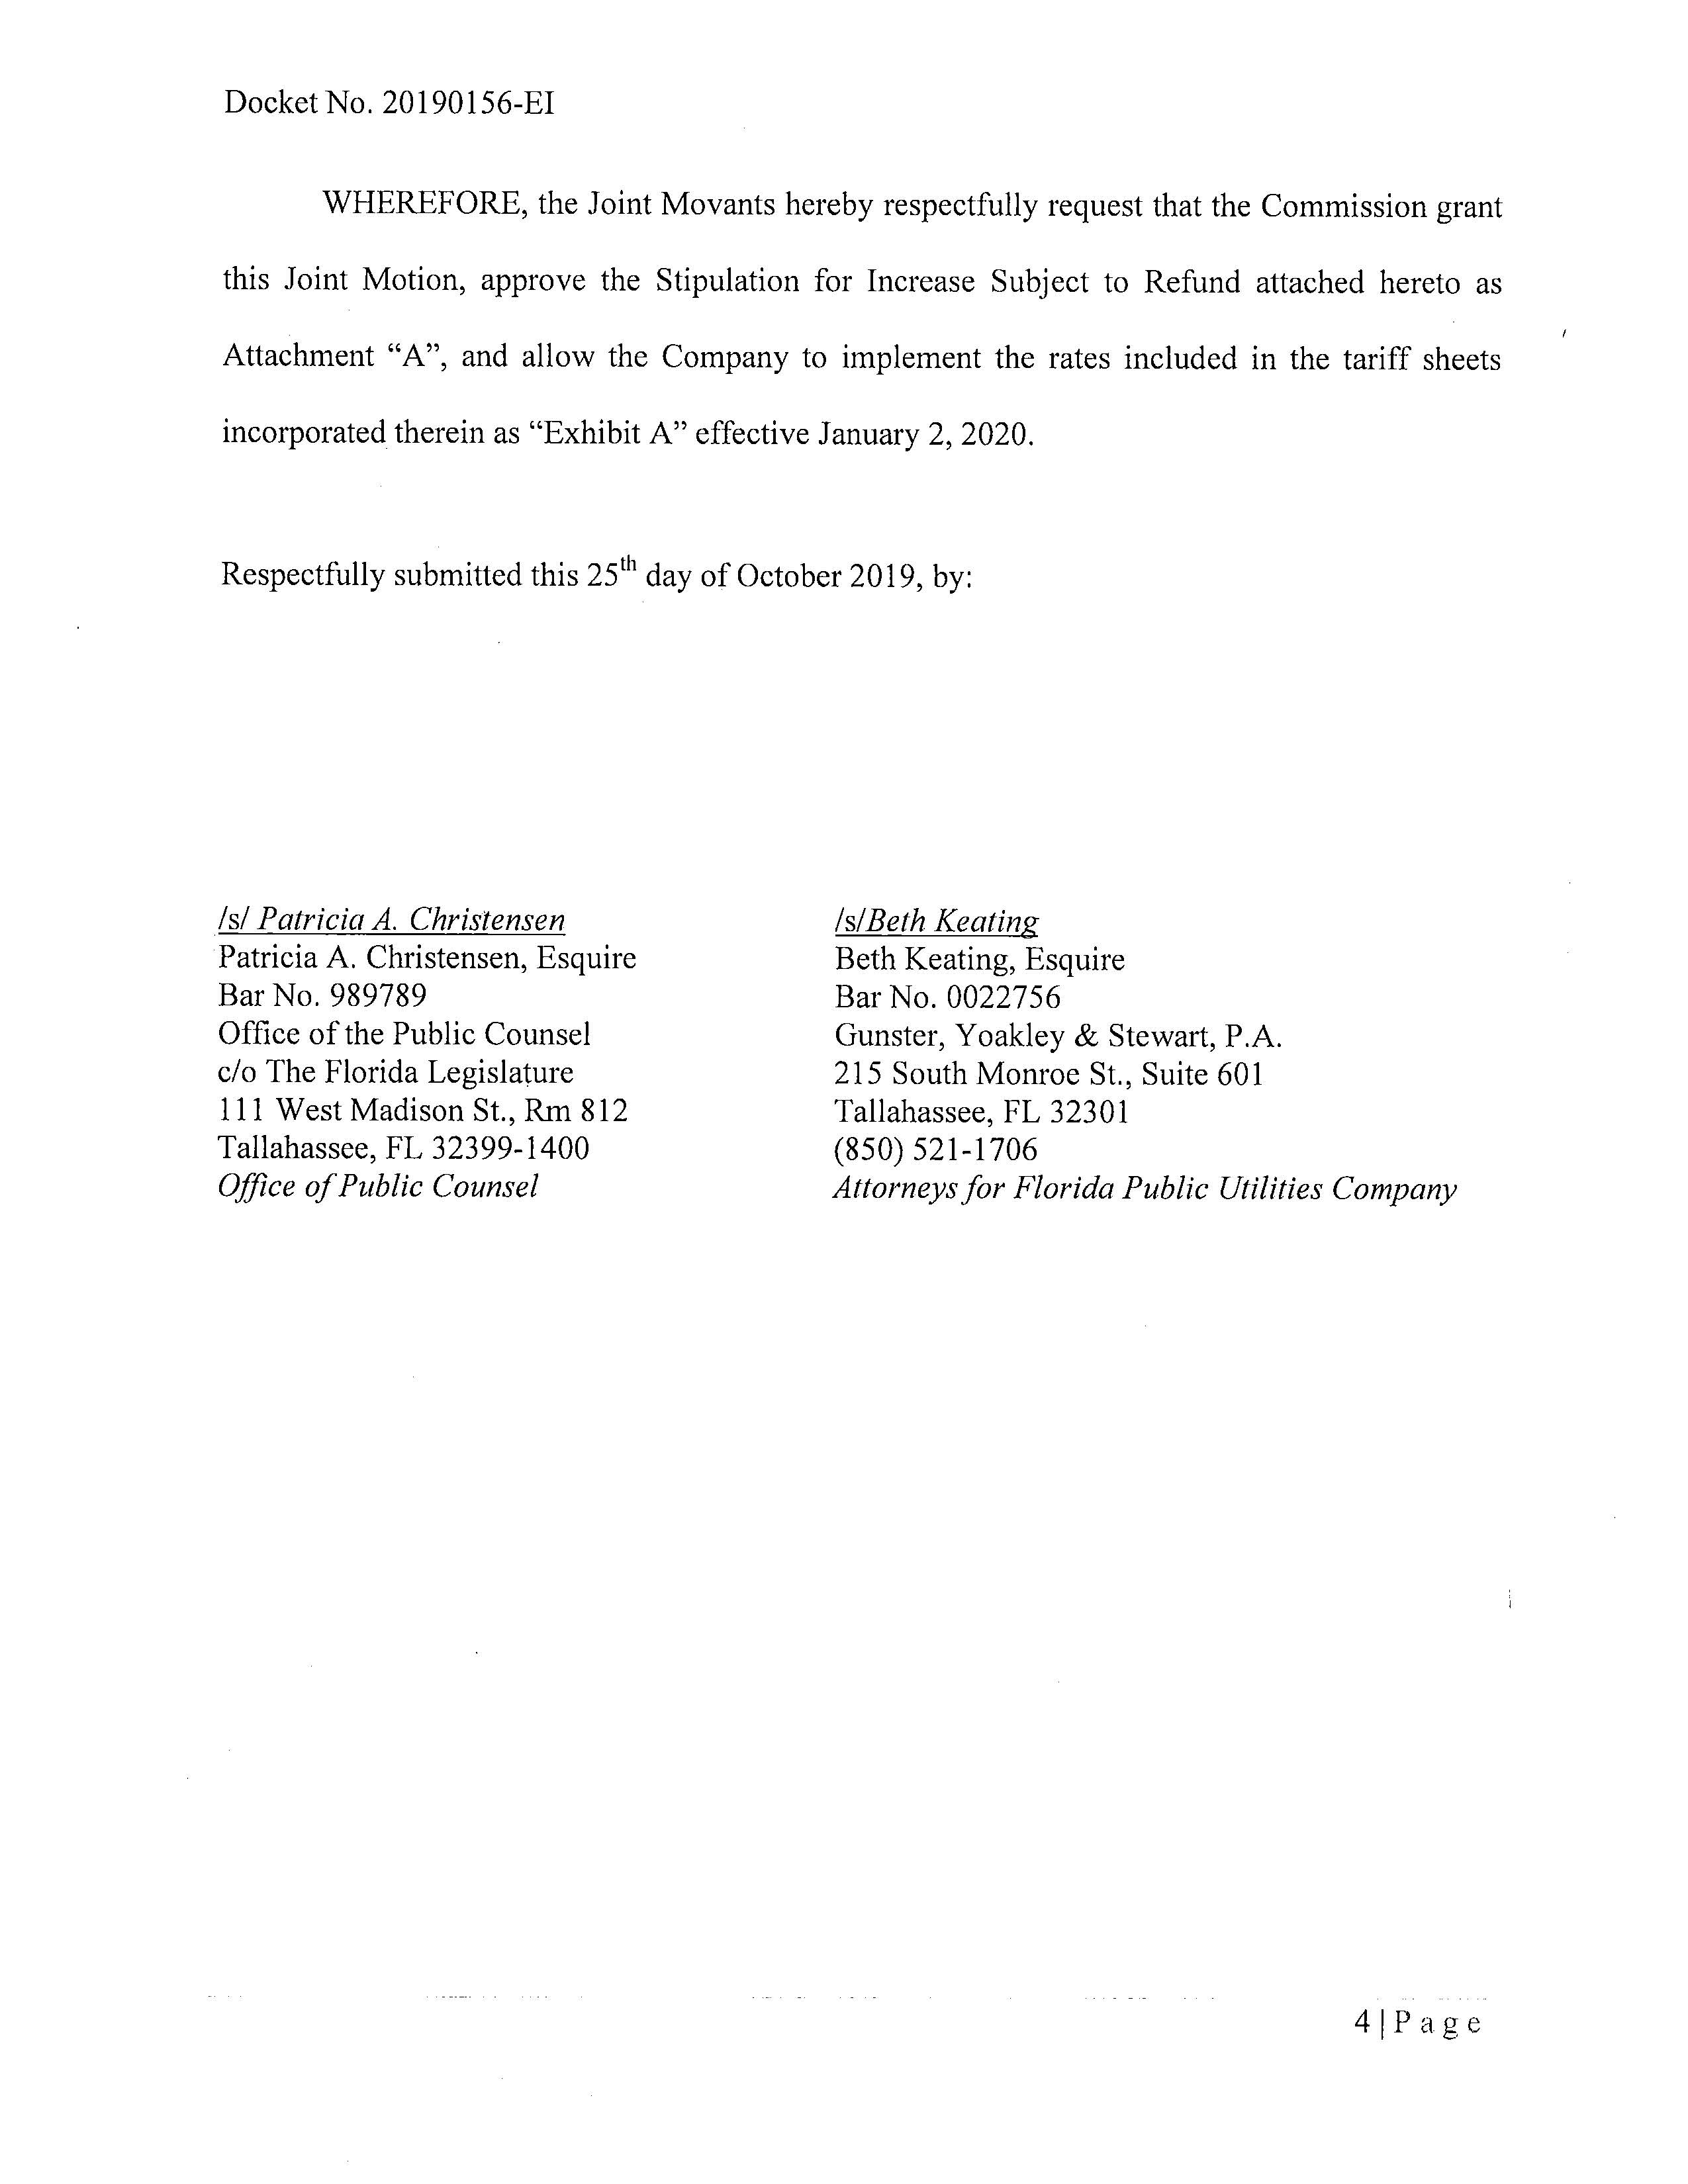 Docket No. 20190156-EI
WHEREFORE, the Joint Movants hereby respectfully request that the Commission grant
this Joint Motion, approve the Stipulation for Increase Subject to Refund attached hereto as
Attachment “A”, and allow the Company to implement the rates included in the tariff sheets
incorporated therein as “Exhibit A” effective January 2, 2020.
Respectfully submitted this 25th day of October 2019, by:
/s/ Patricia A. Christensen
Patricia A. Christensen, Esquire
Bar No. 989789
Office of the Public Counsel
c/o The Florida Legislature
111 West Madison St., Rm 812
Tallahassee, FL 32399-1400
Office of Public Counsel
/s/Beth Keating
Beth Keating, Esquire
Bar No. 0022756
Gunster, Yoakley & Stewart, P.A.
215 South Monroe St., Suite 601
Tallahassee, FL 32301
(850) 521-1706
Attorneys for Florida Public Utilities Company
4|Page